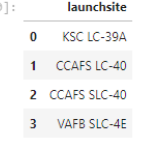 ]:
launchsite
0 KSC LC-39A
1 CCAFS LC-40
2 CCAFS SLC-40
3 VAFB SLC-4E